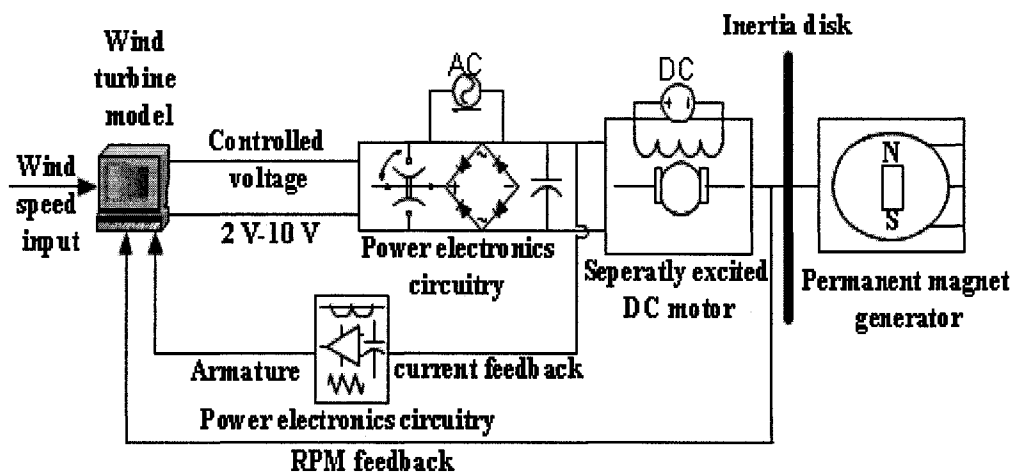 Wind
turbine
model
Wind
speed
input
Controlled
voltage
2 V-10 V
AC
Power electronics
circuitry
DC
Seperatly excited
DC motor
Inertia disk
N
S
Permanent magnet
generator
Armature
current feedback
Power electronics circuitry
RPM feedback